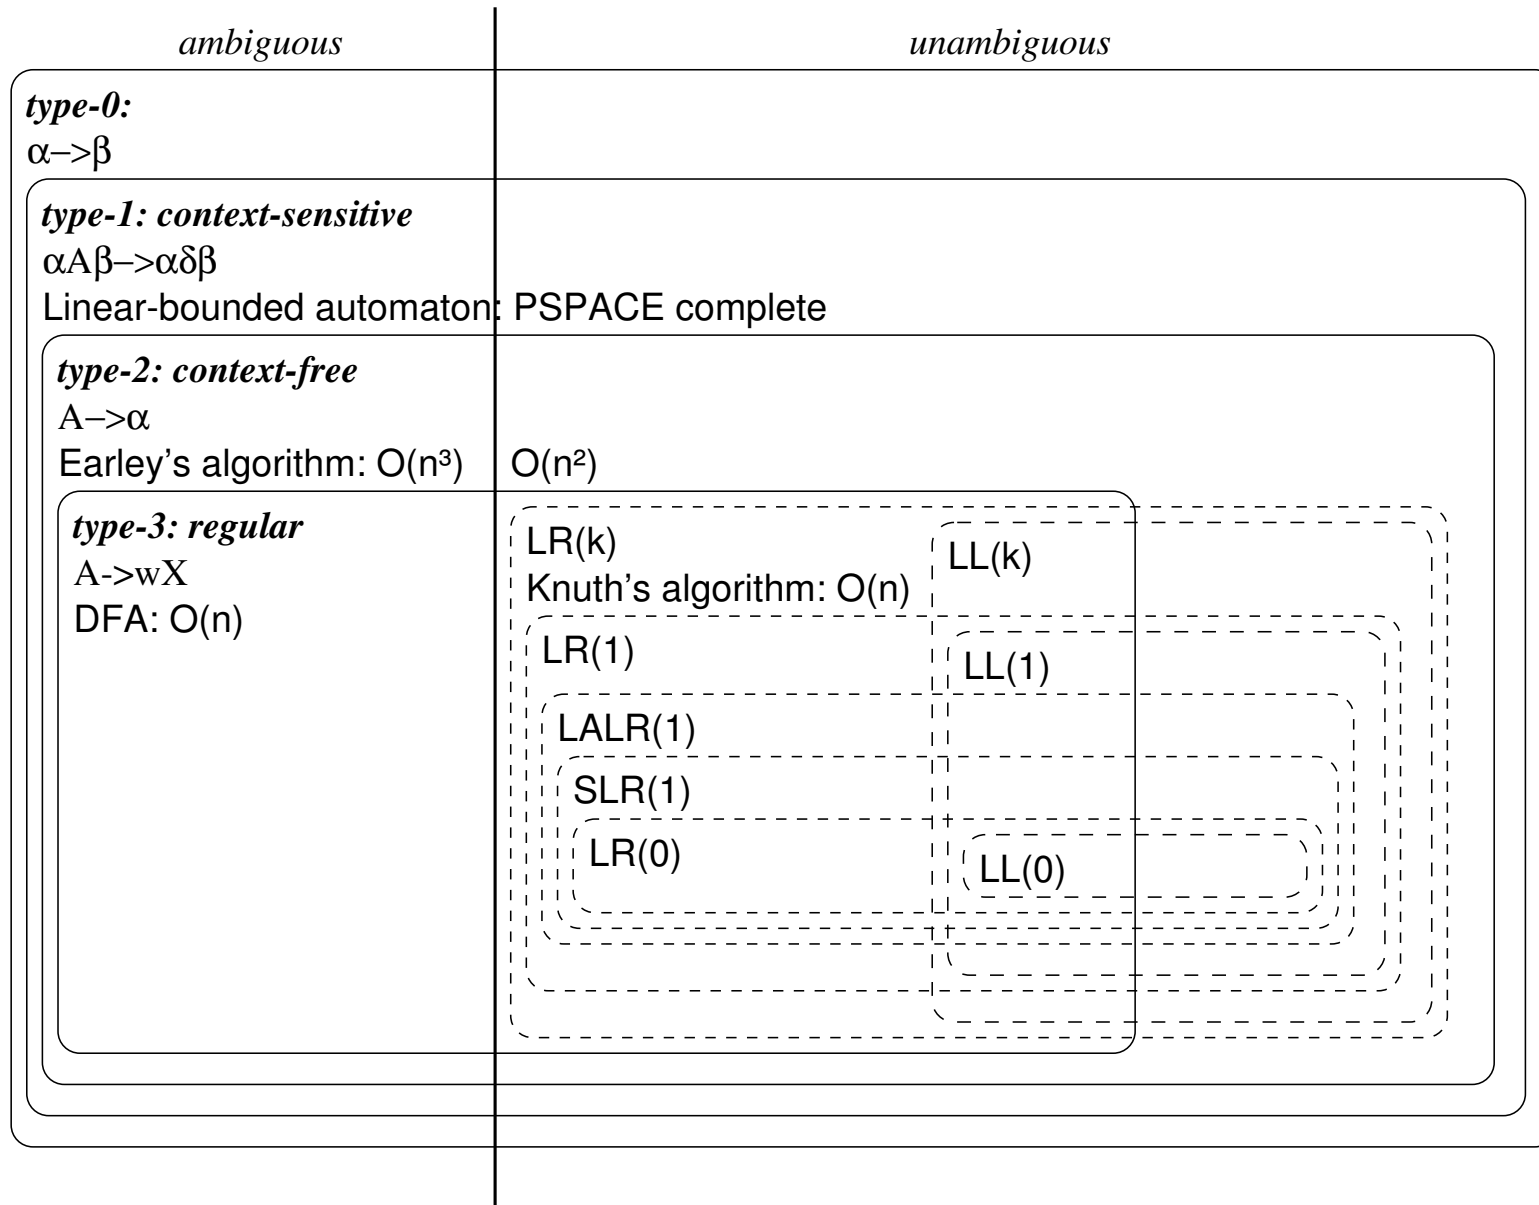 ambiguous
unambiguous
type-0:
α−>β
type-1: context-sensitive
αAβ−>αδβ
Linear-bounded automaton: PSPACE complete
type-2: context-free
A−>α
Earley's algorithm: O(n³)
O(n²)
type-3: regular
A->wX
DFA: O(n)
LR(k)
Knuth's algorithm: O(n)
LL(k)
LR(1)
LL(1)
LALR(1)
SLR(1)
LR(0)
LL(0)